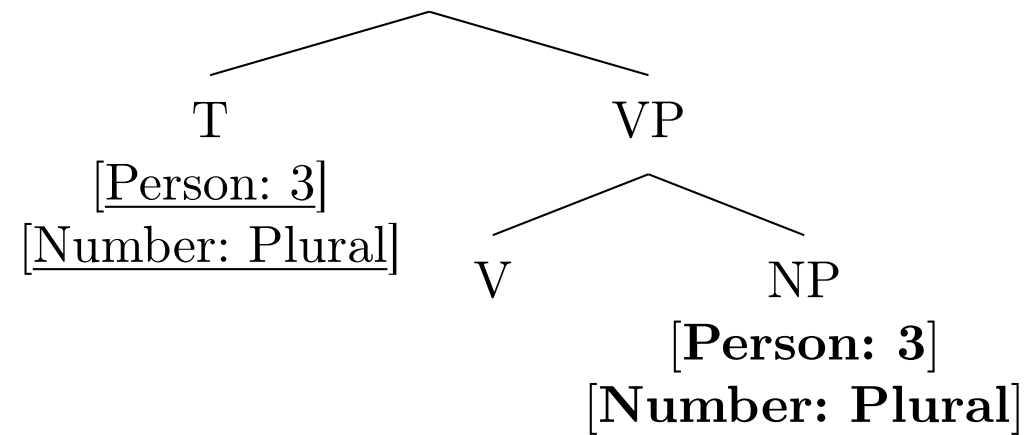 T VP
[Person: 3]
[Number: Plural]
V NP
[Person: 3]
[Number: Plural]